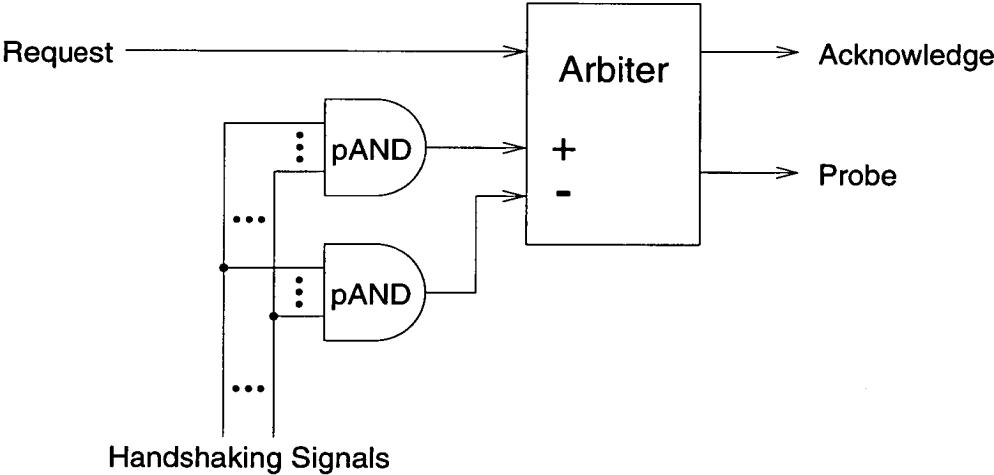 Request
Arbiter
Acknowledge
pAND
+
Probe
-
pAND
Handshaking Signals